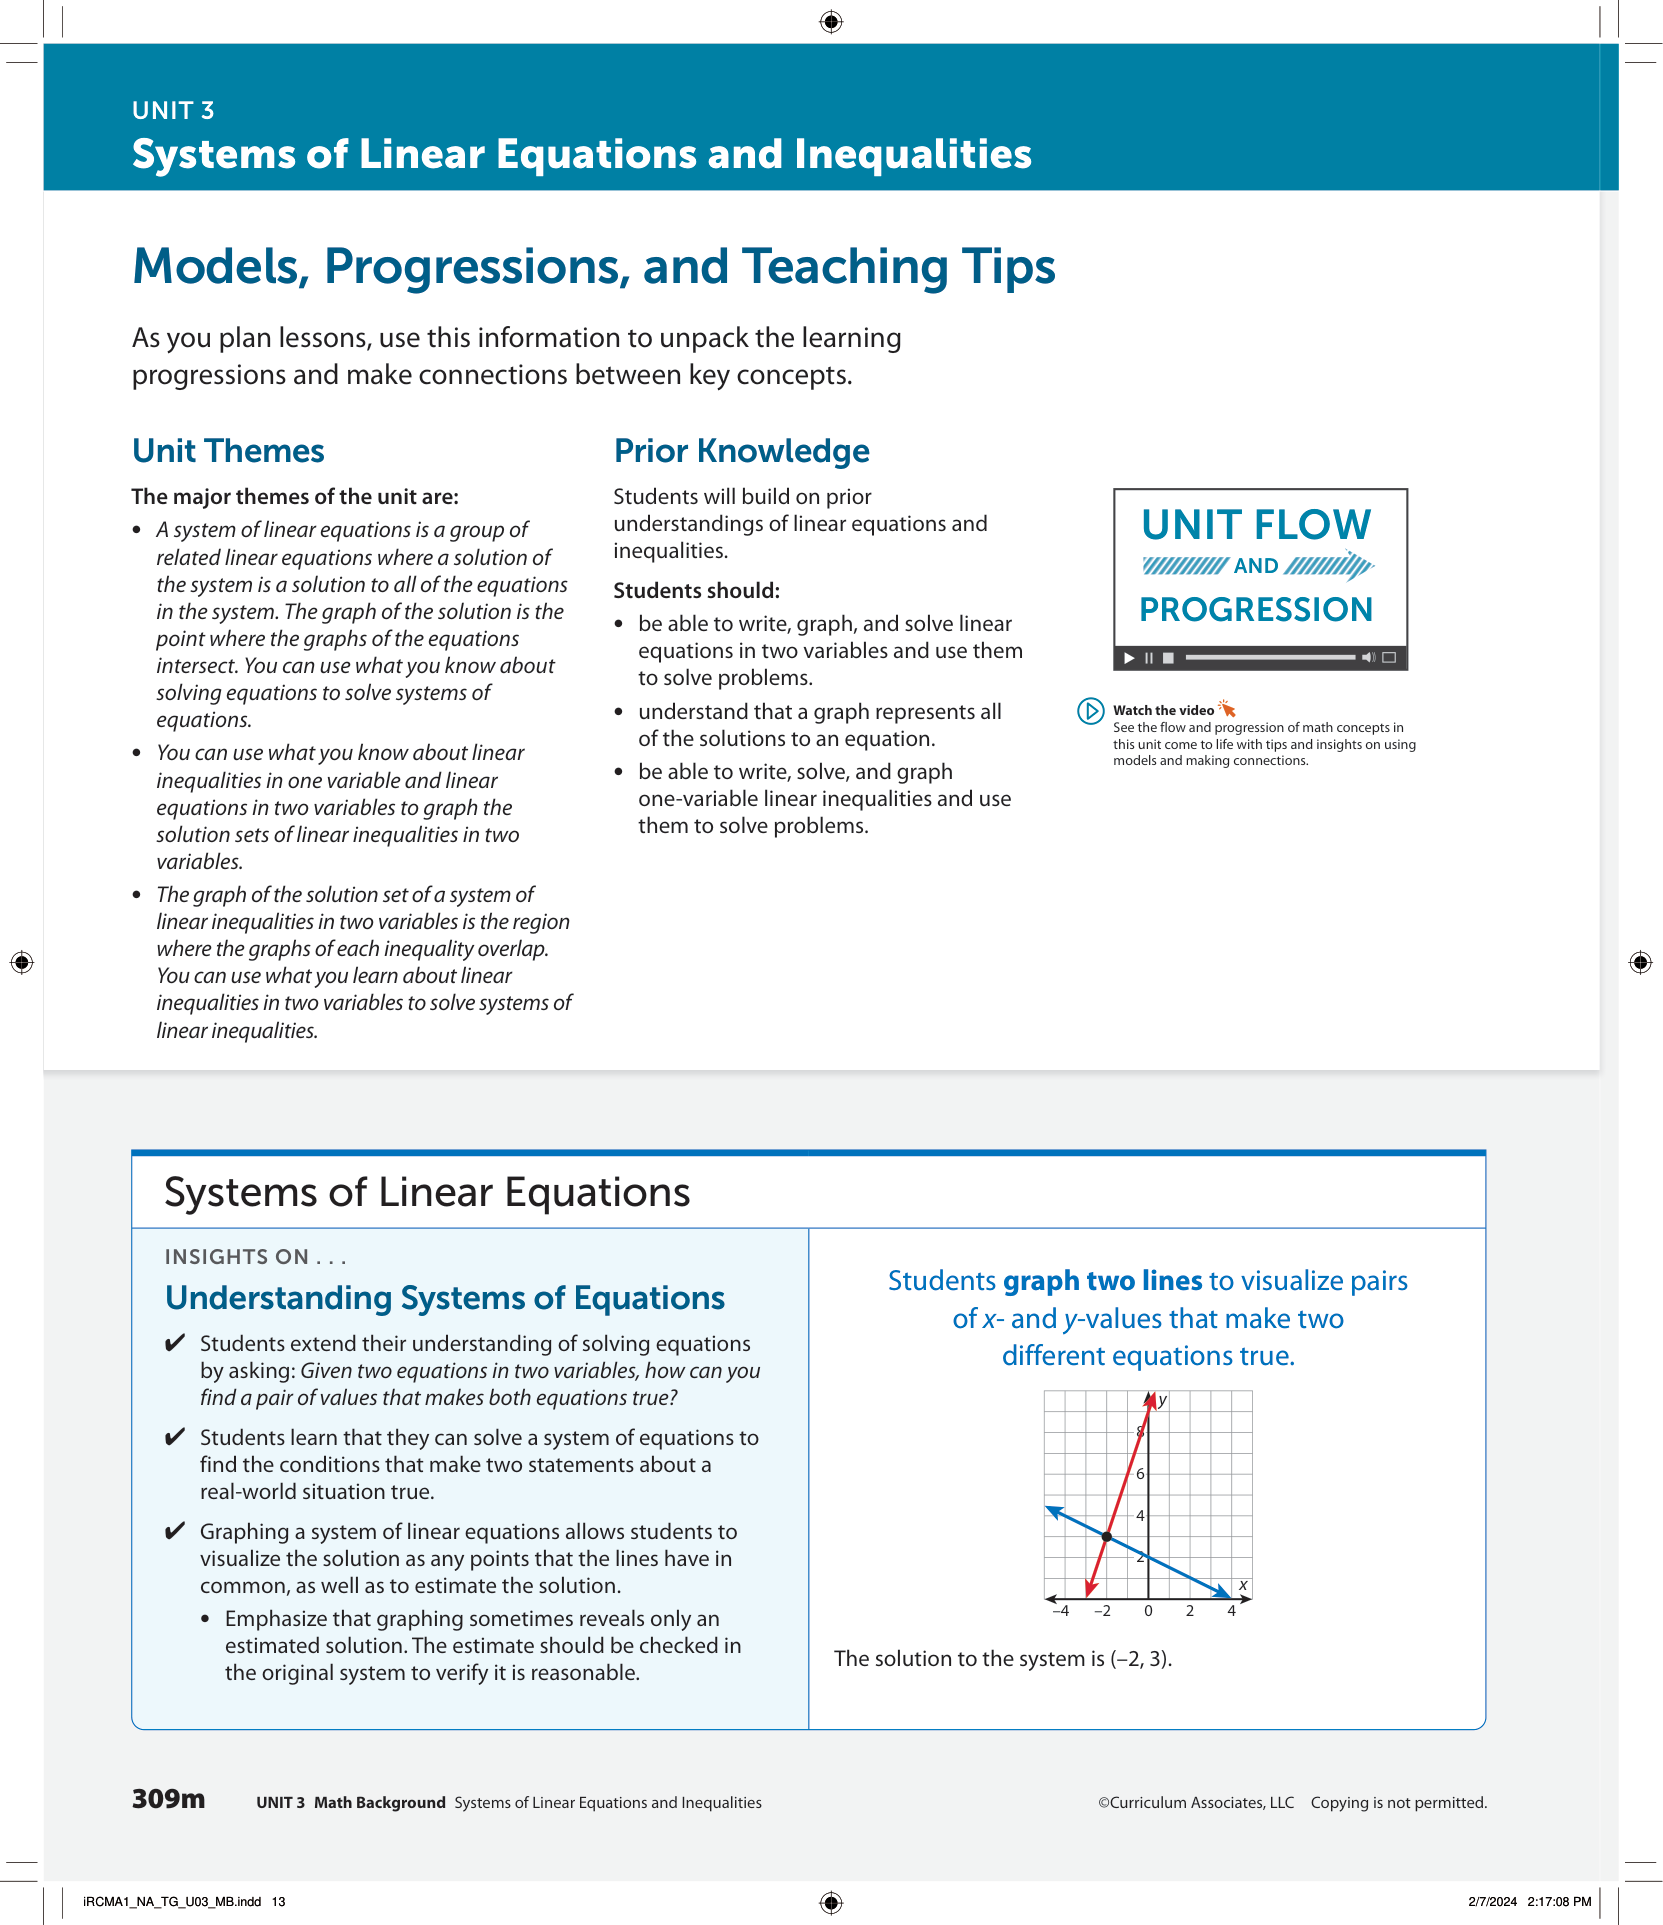 UNIT 3
Systems of Linear Equations and Inequalities
Models, Progressions, and Teaching Tips
As you plan lessons, use this information to unpack the learning
progressions and make connections between key concepts.
Unit Themes
The major themes of the unit are:
• A system of linear equations is a group of
related linear equations where a solution of
the system is a solution to all of the equations
in the system. The graph of the solution is the
point where the graphs of the equations
intersect. You can use what you know about
solving equations to solve systems of
equations.
• You can use what you know about linear
inequalities in one variable and linear
equations in two variables to graph the
solution sets of linear inequalities in two
variables.
• The graph of the solution set of a system of
linear inequalities in two variables is the region
where the graphs of each inequality overlap.
You can use what you learn about linear
inequalities in two variables to solve systems of
linear inequalities.
Prior Knowledge
Students will build on prior
understandings of linear equations and
inequalities.
Students should:
• be able to write, graph, and solve linear
equations in two variables and use them
to solve problems.
• understand that a graph represents all
of the solutions to an equation.
• be able to write, solve, and graph
one-variable linear inequalities and use
them to solve problems.
UNIT FLOW
AND
PROGRESSION
Watch the video
See the flow and progression of math concepts in
this unit come to life with tips and insights on using
models and making connections.
Systems of Linear Equations
INSIGHTS ON . . .
Understanding Systems of Equations
✔ Students extend their understanding of solving equations
by asking: Given two equations in two variables, how can you
find a pair of values that makes both equations true?
✔ Students learn that they can solve a system of equations to
find the conditions that make two statements about a
real-world situation true.
✔ Graphing a system of linear equations allows students to
visualize the solution as any points that the lines have in
common, as well as to estimate the solution.
• Emphasize that graphing sometimes reveals only an
estimated solution. The estimate should be checked in
the original system to verify it is reasonable.
Students graph two lines to visualize pairs
of x- and y-values that make two
different equations true.
y
8
6
4
2
x
–4 –2 0 2 4
The solution to the system is (–2, 3).
309m UNIT 3 Math Background Systems of Linear Equations and Inequalities
©Curriculum Associates, LLC Copying is not permitted.
iRCMA1_NA_TG_U03_MB.indd 13
2/7/2024 2:17:08 PM